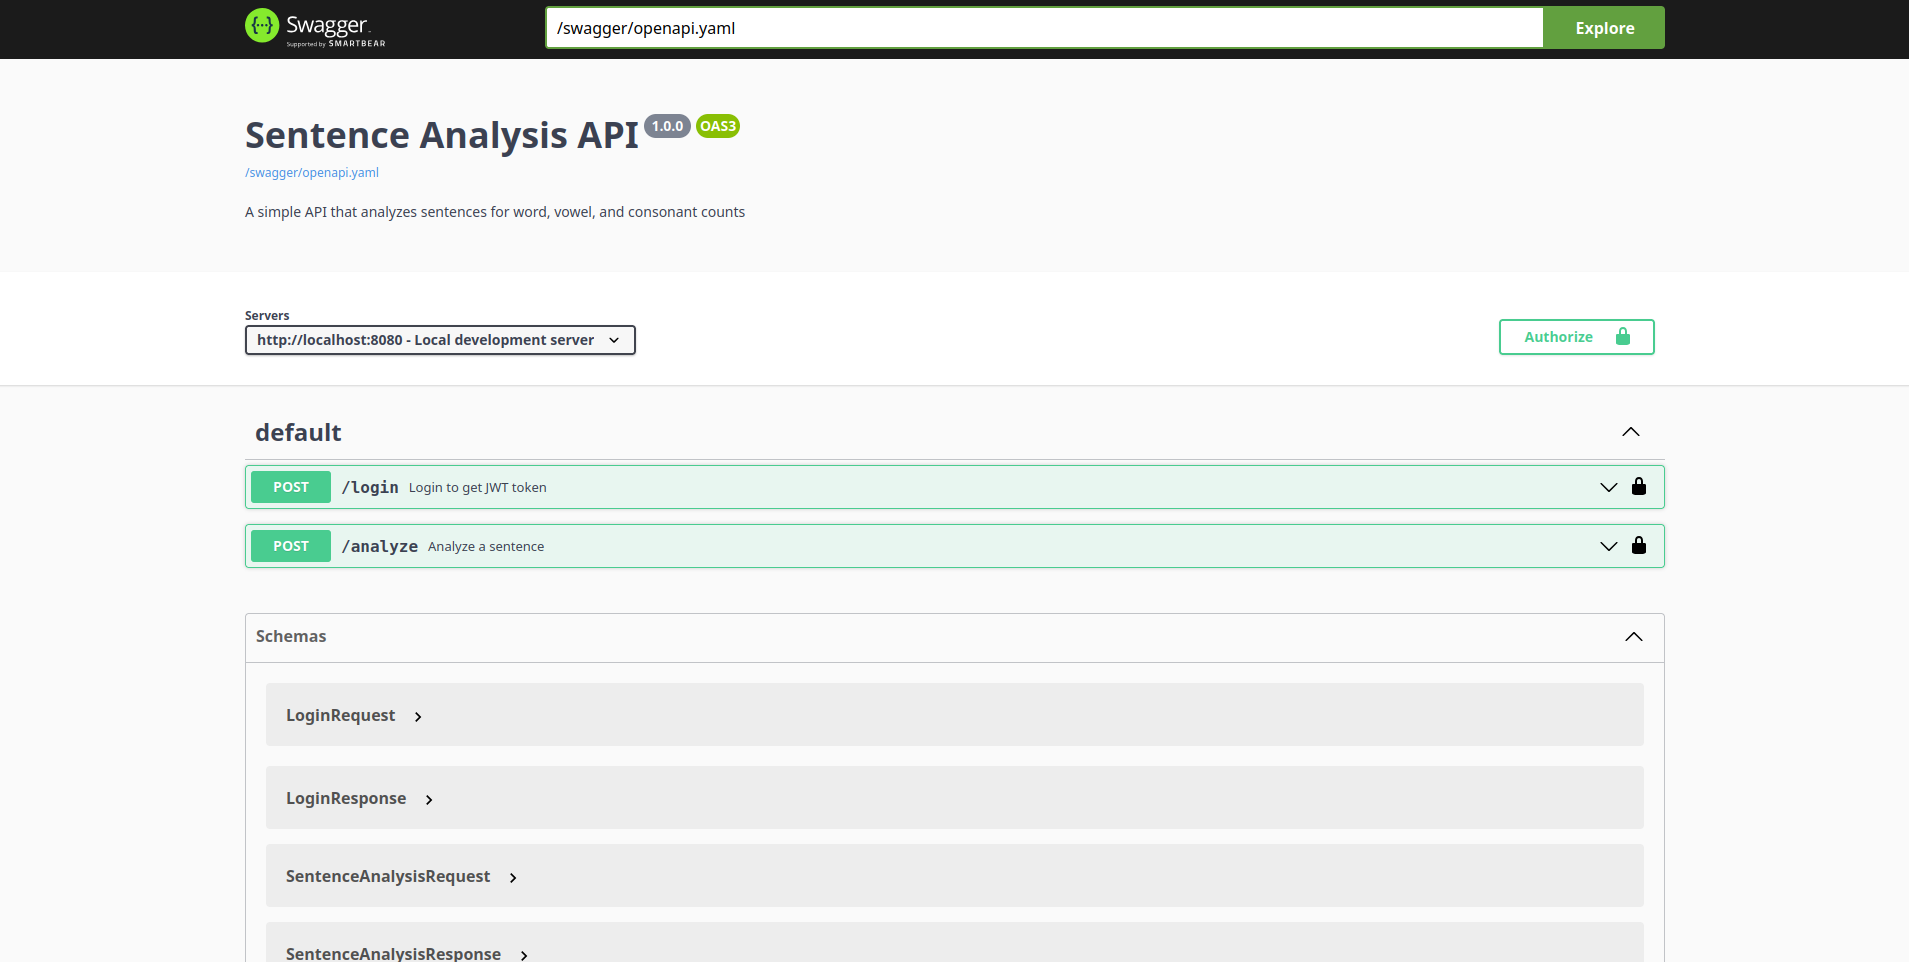 Swagger.
Supported by SMARTBEAR
/swagger/openapi.yaml
Explore
Sentence Analysis API 1.0.0 OAS3
/swagger/openapi.yaml
A simple API that analyzes sentences for word, vowel, and consonant counts
Servers
http://localhost:8080 - Local development server
Authorize
default
POST /login Login to get JWT token
POST /analyze Analyze a sentence
Schemas
LoginRequest
LoginResponse
SentenceAnalysisRequest
SentenceAnalysisResponse